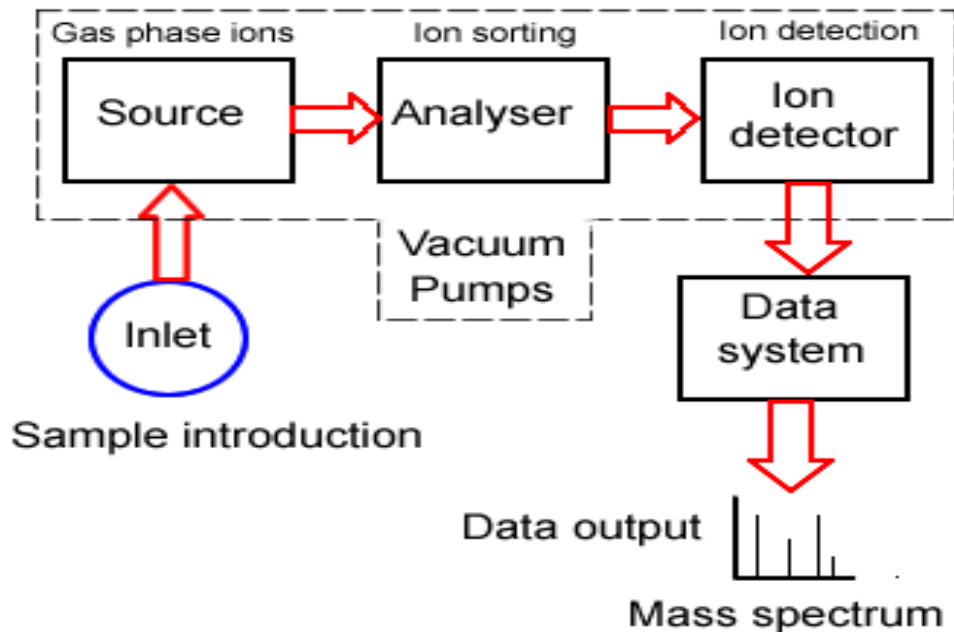 Gas phase ions
Ion sorting
Ion detection
Source
Analyser
Ion
detector
Vacuum
Pumps
Inlet
Data
system
Sample introduction
Data output
Mass spectrum